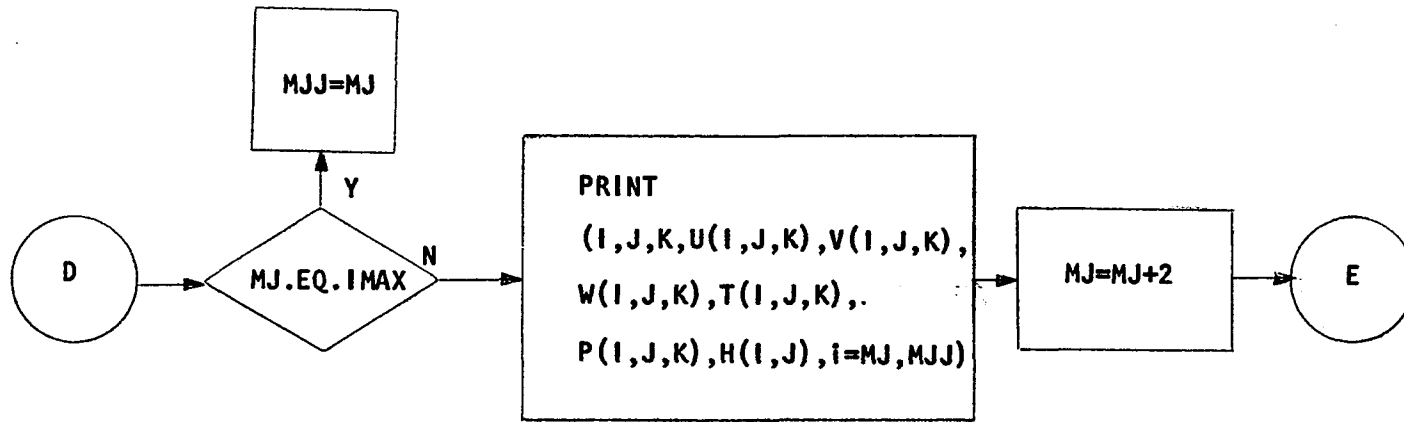 MJJ=MJ
Y
D
MJ.EQ.IMAX
N
PRINT
(I,J,K,U(I,J,K),V(I,J,K),
W(I,J,K),T(I,J,K),.
P(I,J,K),H(I,J),i=MJ,MJJ)
MJ=MJ+2
E